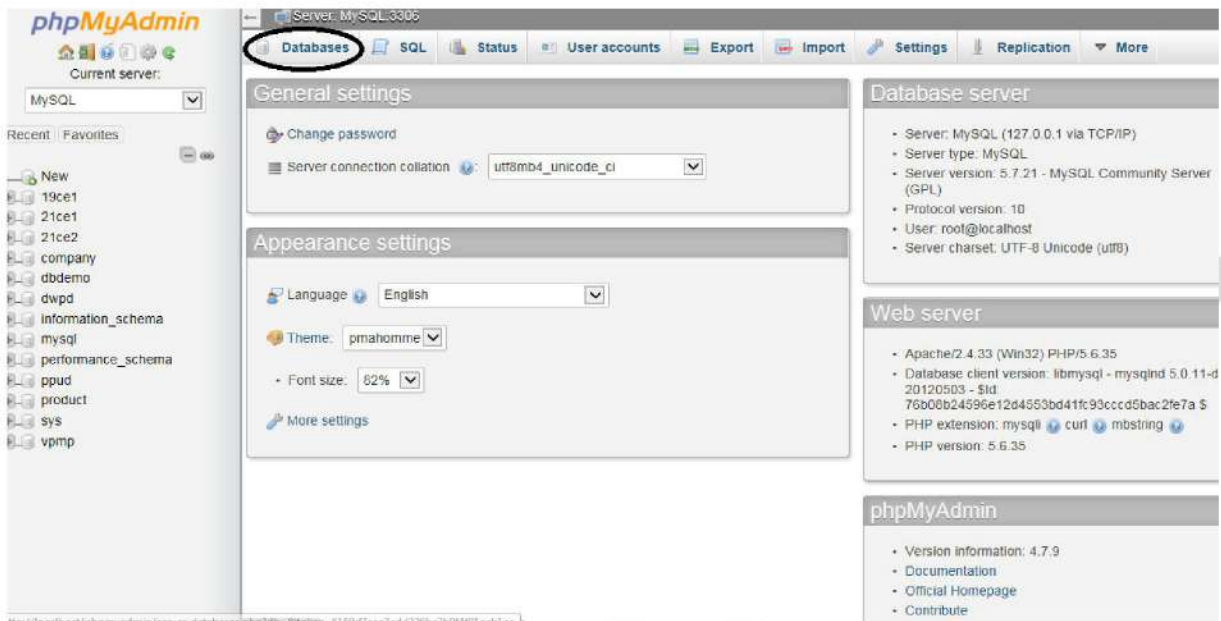 phpMyAdmin
Current server:
MySQL
Recent Favorites
New
19ce1
21ce1
21ce2
company
dbdemo
dwpd
information_schema
mysql
performance_schema
ppud
product
sys
vpmp
Server: MySQL:3306
Databases SQL Status User accounts Export Import Settings Replication More
General settings
Change password
Server connection collation : utf8mb4_unicode_ci
Appearance settings
Language English
Theme: pmahomme
Font size: 82%
More settings
Database server
Server: MySQL (127.0.0.1 via TCP/IP)
Server type: MySQL
Server version: 5.7.21 - MySQL Community Server
(GPL)
Protocol version: 10
User: root@localhost
Server charset: UTF-8 Unicode (utf8)
Web server
Apache/2.4.33 (Win32) PHP/5.6.35
Database client version: libmysql - mysqlnd 5.0.11-d
20120503 - $Id:
76b08b24596e12d4553bd41fc93cccd5bac2fe7a $
PHP extension: mysqli curl mbstring
PHP version: 5.6.35
phpMyAdmin
Version information: 4.7.9
Documentation
Official Homepage
Contribute